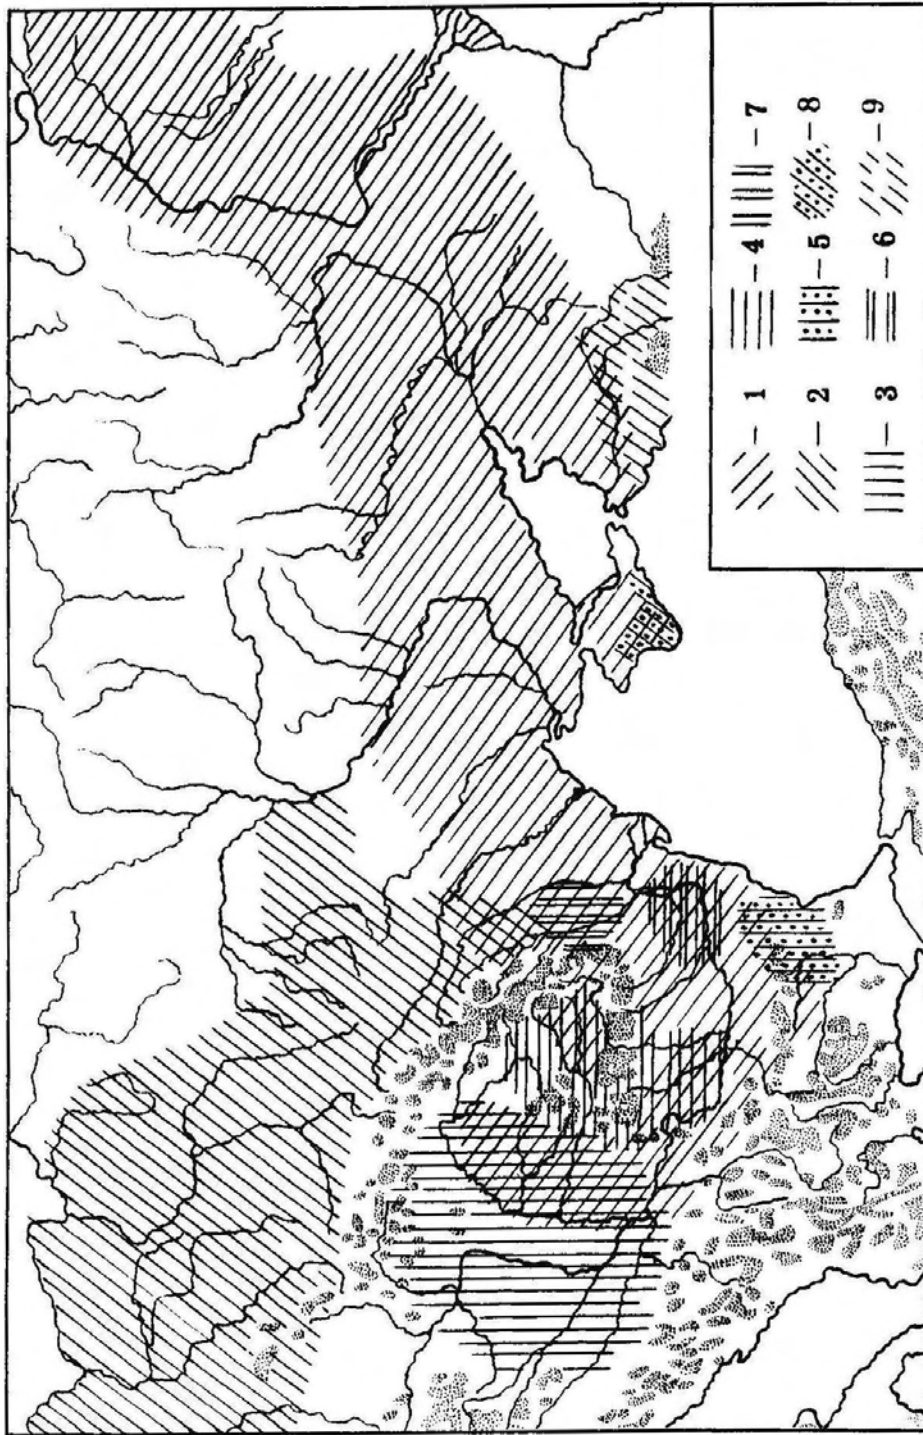 — 1 — 4 — 7
— 2 — 5 — 8
— 3 — 6 — 9